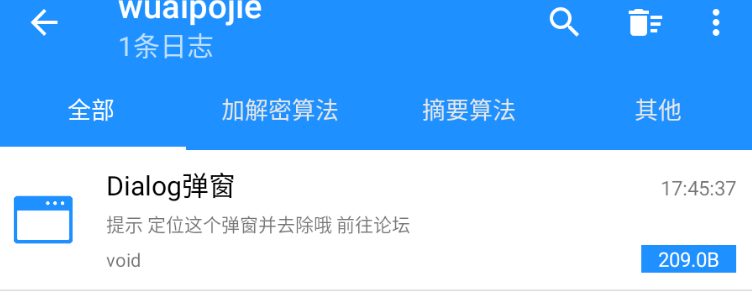 wuaipojie
1条日志
全部 加解密算法 摘要算法 其他
Dialog弹窗 17:45:37
提示 定位这个弹窗并去除哦 前往论坛
void 209.0B